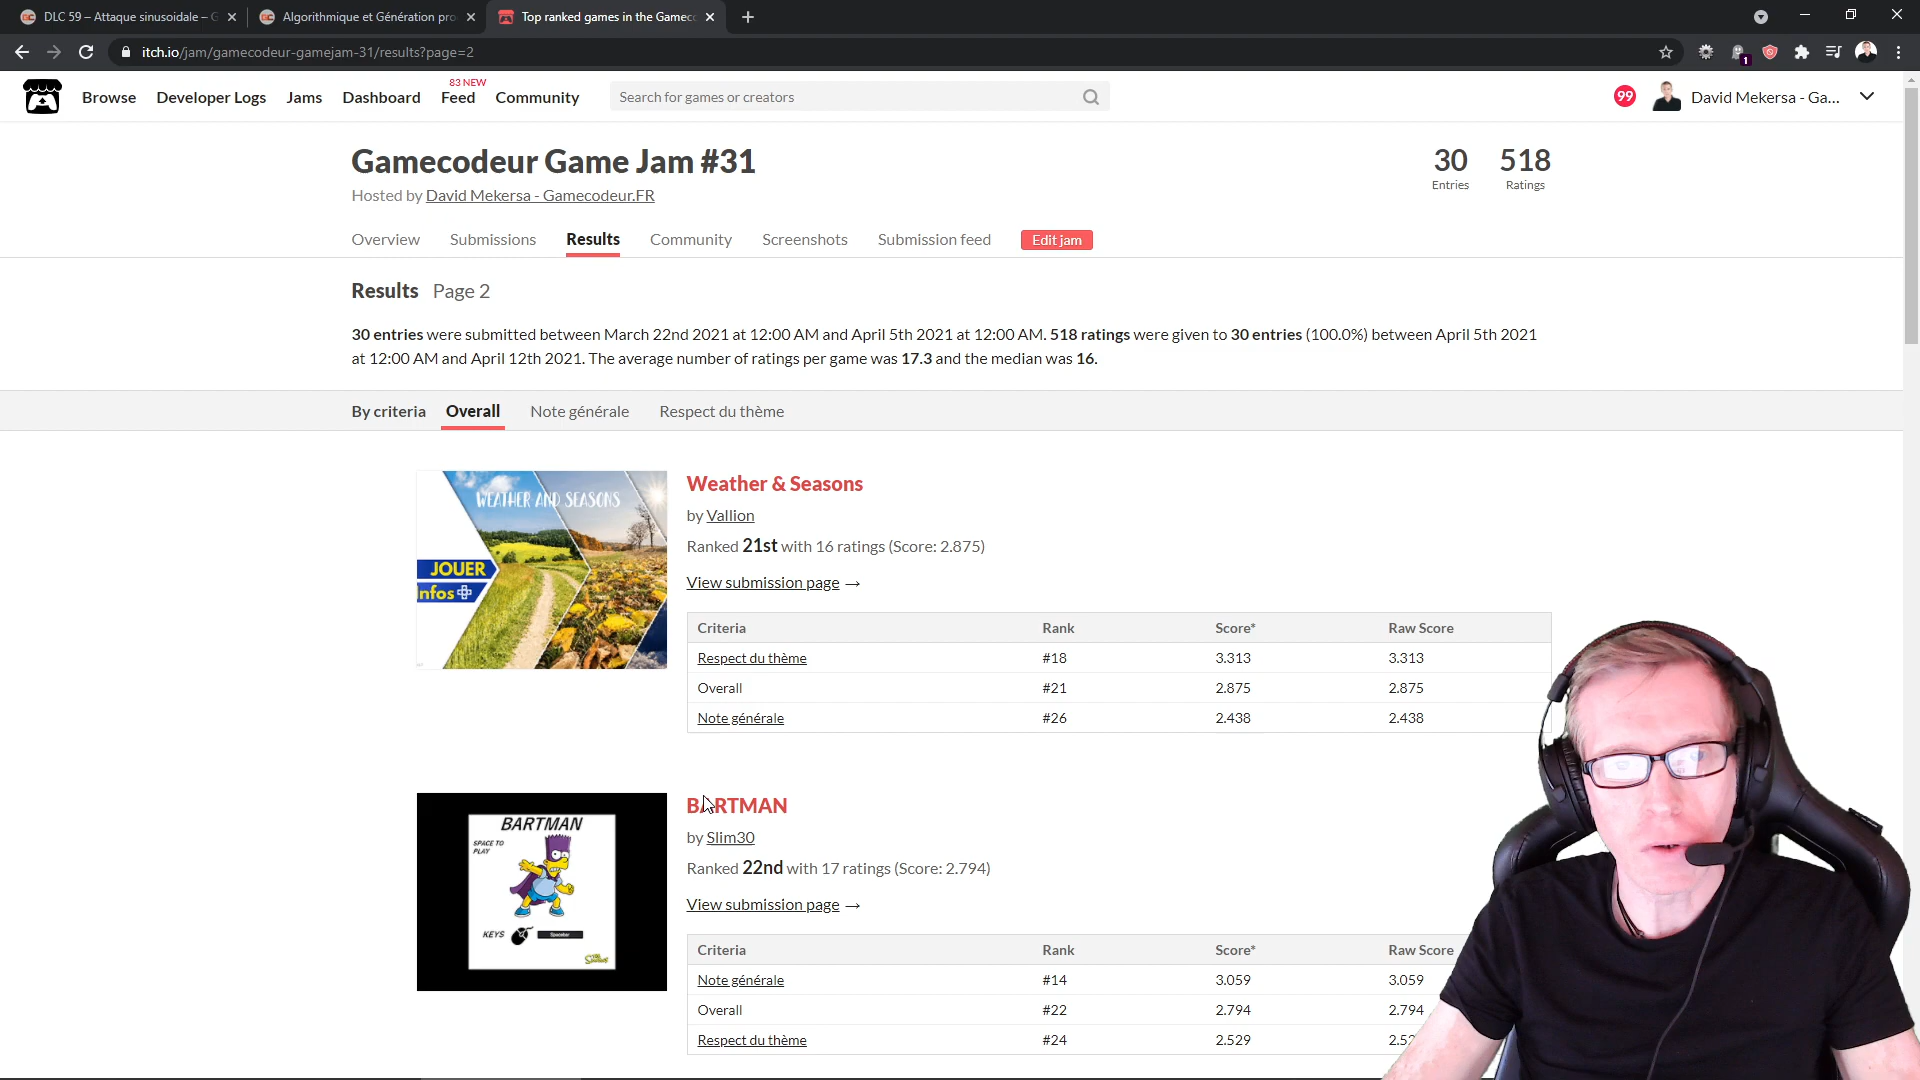 DLC 59 – Attaque sinusoidale – G
Algorithmique et Génération pro
Top ranked games in the Gamec
itch.io/jam/gamecodeur-gamejam-31/results?page=2
1
83 NEW
Browse Developer Logs Jams Dashboard Feed Community
Search for games or creators
99
David Mekersa - Ga...
Gamecodeur Game Jam #31
Hosted by David Mekersa - Gamecodeur.FR
30 518
Entries Ratings
Overview Submissions Results Community Screenshots Submission feed Edit jam
Results Page 2
30 entries were submitted between March 22nd 2021 at 12:00 AM and April 5th 2021 at 12:00 AM. 518 ratings were given to 30 entries (100.0%) between April 5th 2021
at 12:00 AM and April 12th 2021. The average number of ratings per game was 17.3 and the median was 16.
By criteria Overall Note générale Respect du thème
WEATHER AND SEASONS
JOUER
Infos
Weather & Seasons
by Vallion
Ranked 21st with 16 ratings (Score: 2.875)
View submission page →
Criteria Rank Score* Raw Score
Respect du thème #18 3.313 3.313
Overall #21 2.875 2.875
Note générale #26 2.438 2.438
BARTMAN
SPACE TO
PLAY
KEYS
BARTMAN
by Slim30
Ranked 22nd with 17 ratings (Score: 2.794)
View submission page →
Criteria Rank Score* Raw Score
Note générale #14 3.059 3.059
Overall #22 2.794 2.794
Respect du thème #24 2.529 2.52